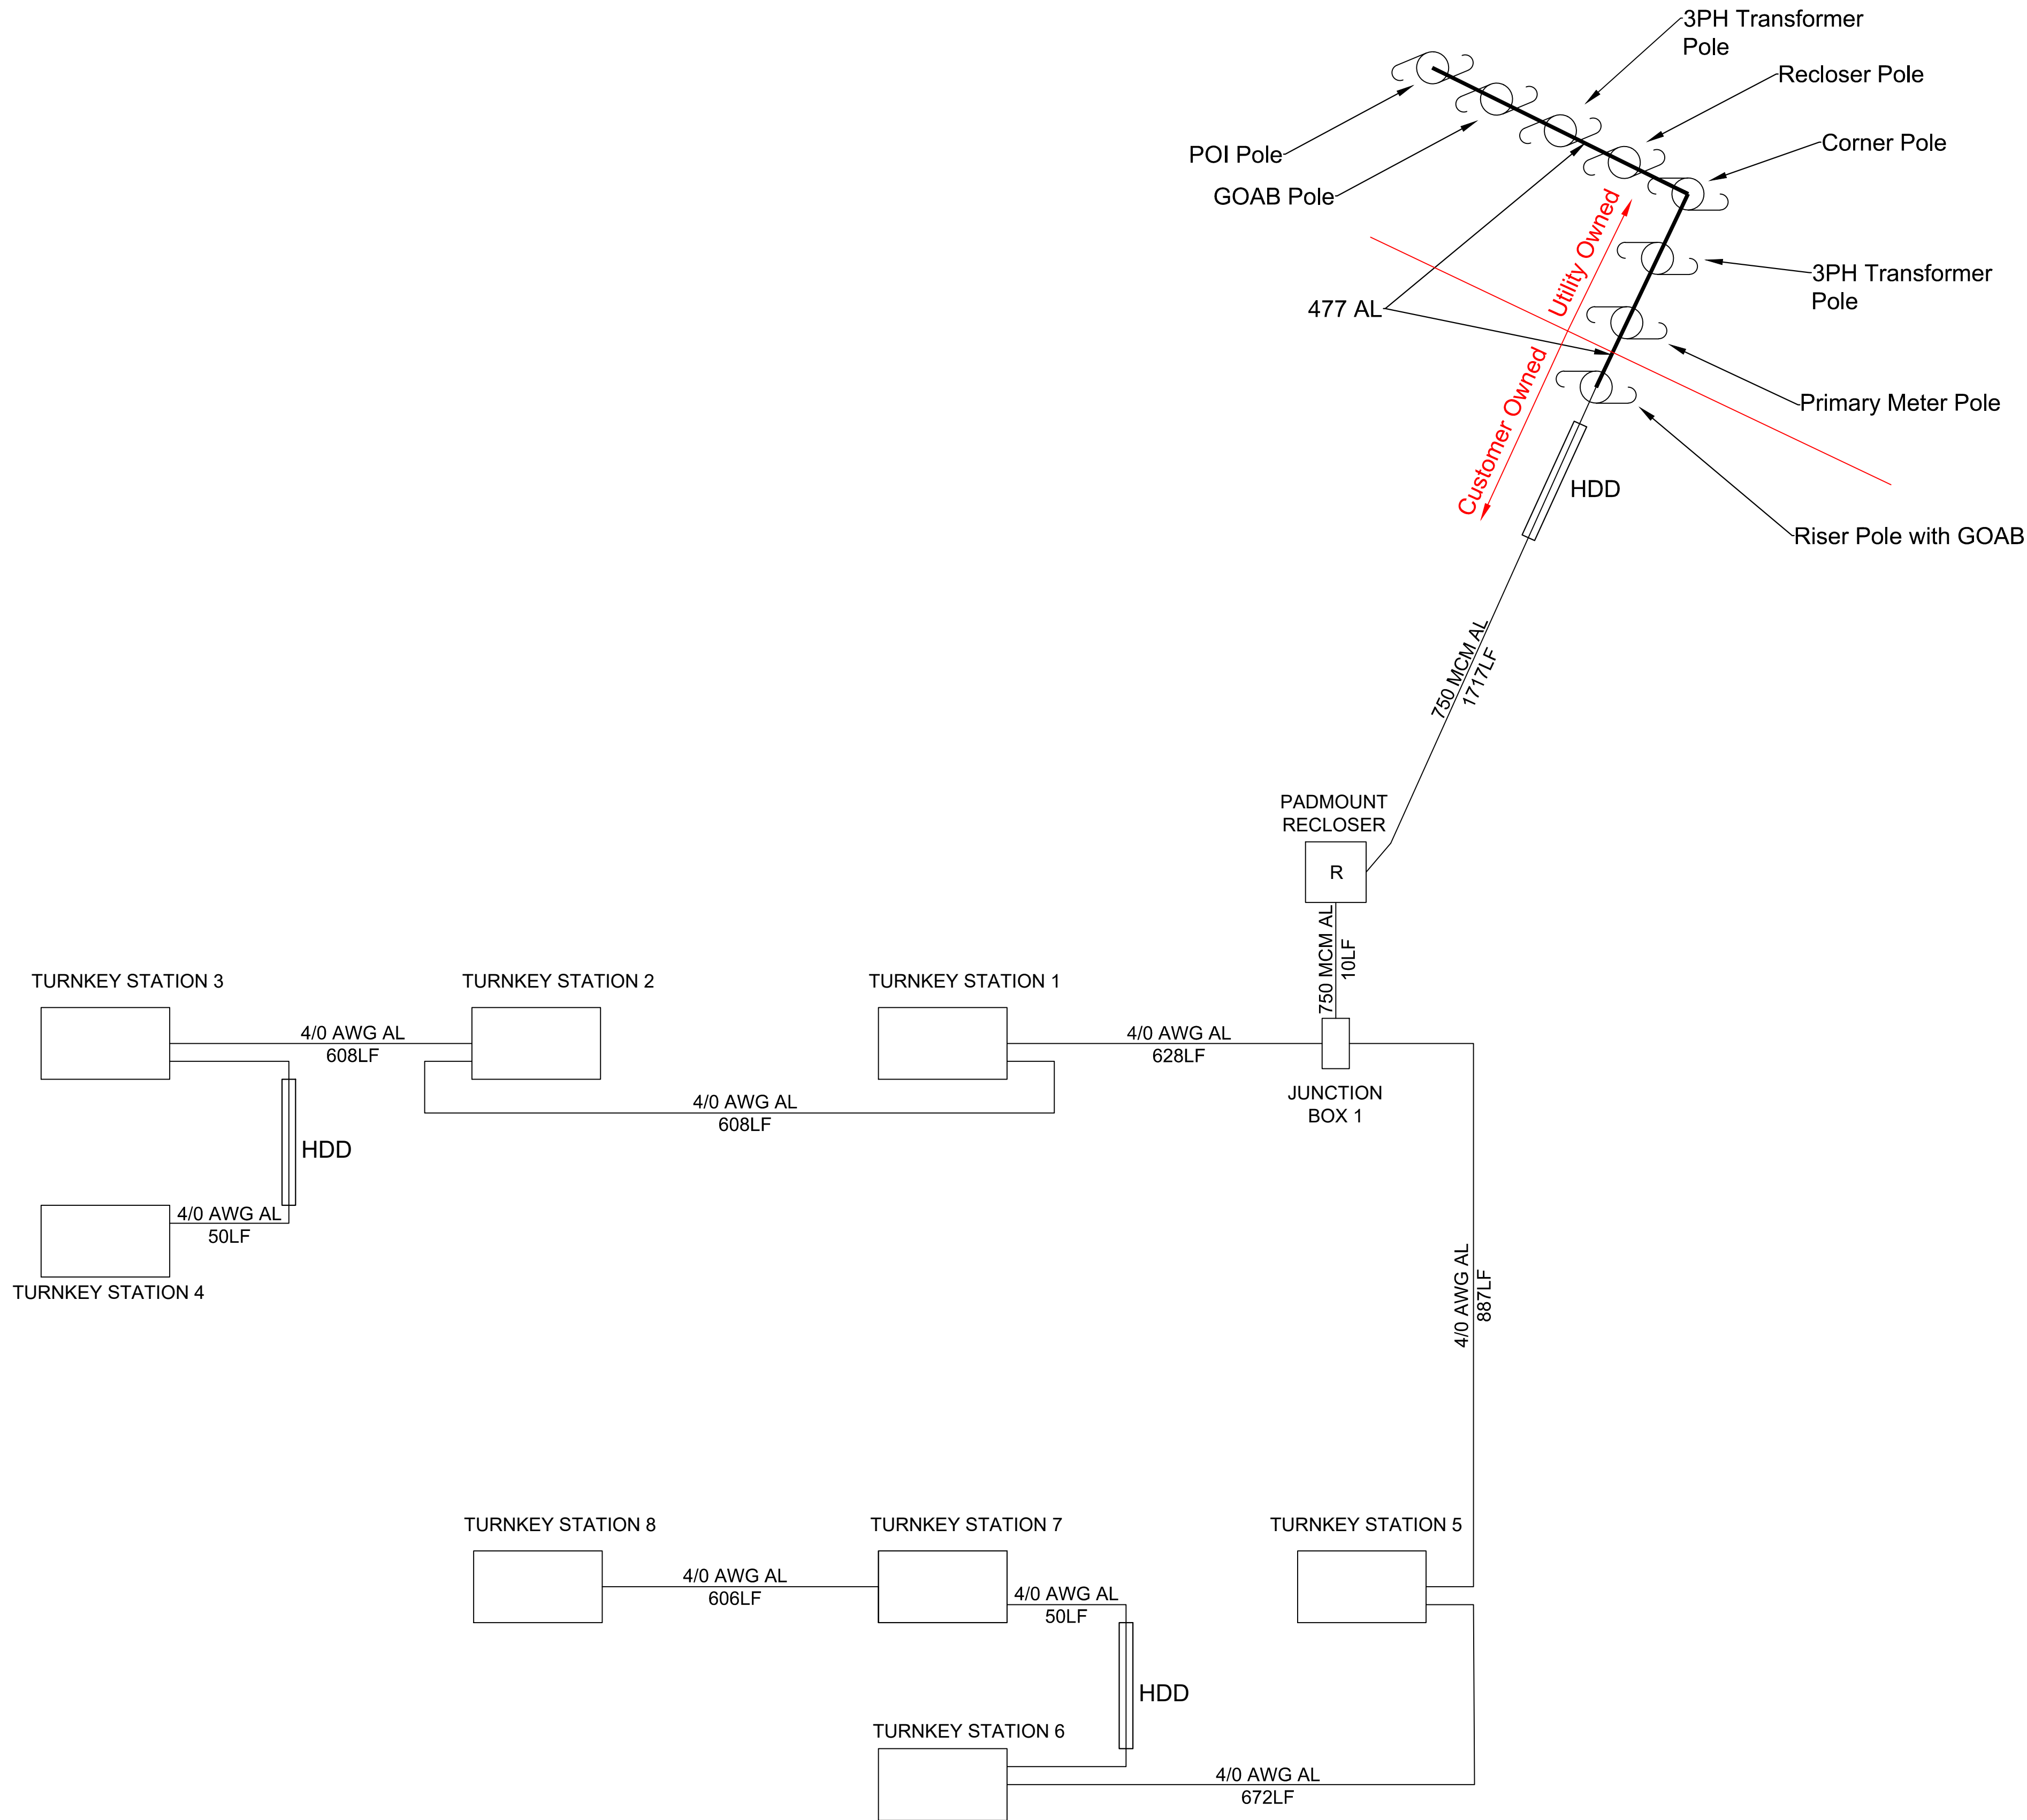 3PH Transformer
Pole
Recloser Pole
Corner Pole
POI Pole
GOAB Pole
Utility Owned
3PH Transformer
Pole
477 AL
Customer Owned
Primary Meter Pole
HDD
Riser Pole with GOAB
750 MCM AL
1717LF
PADMOUNT
RECLOSER
R
750 MCM AL
10LF
TURNKEY STATION 3
TURNKEY STATION 2
TURNKEY STATION 1
4/0 AWG AL
608LF
4/0 AWG AL
628LF
4/0 AWG AL
608LF
JUNCTION
BOX 1
HDD
4/0 AWG AL
50LF
TURNKEY STATION 4
4/0 AWG AL
887LF
TURNKEY STATION 8
TURNKEY STATION 7
TURNKEY STATION 5
4/0 AWG AL
606LF
4/0 AWG AL
50LF
HDD
TURNKEY STATION 6
4/0 AWG AL
672LF